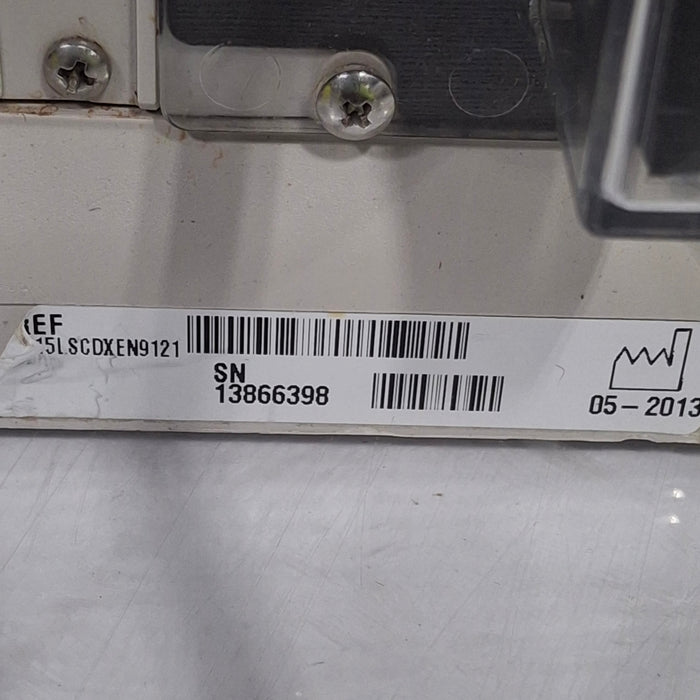 REF
15LSCDXEN9121
SN
13866398
05-2013